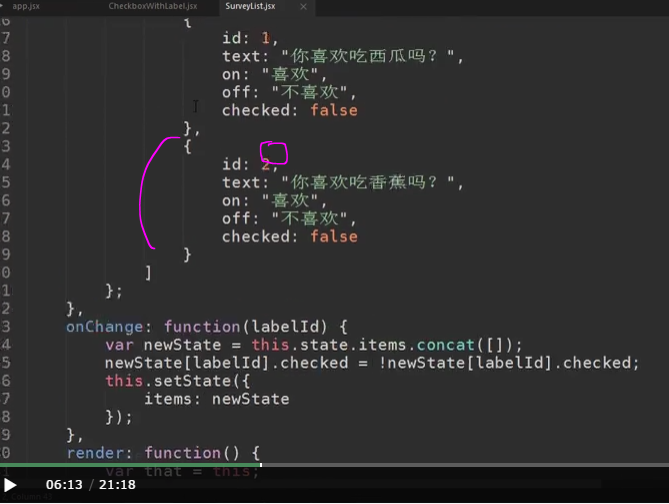 app.jsx CheckboxWithLabel.jsx SurveyList.jsx
6 {
7 id: 1,
8 text: "你喜欢吃西瓜吗？",
9 on: "喜欢",
0 off: "不喜欢",
1 checked: false
2 },
3 {
4 id: 2,
5 text: "你喜欢吃香蕉吗？",
6 on: "喜欢",
7 off: "不喜欢",
8 checked: false
9 }
0 ]
1 };
2 },
3 onChange: function(labelId) {
4 var newState = this.state.items.concat([]);
5 newState[labelId].checked = !newState[labelId].checked;
6 this.setState({
7 items: newState
8 });
9 },
0 render: function() {
1 var that = this;
06:13 / 21:18